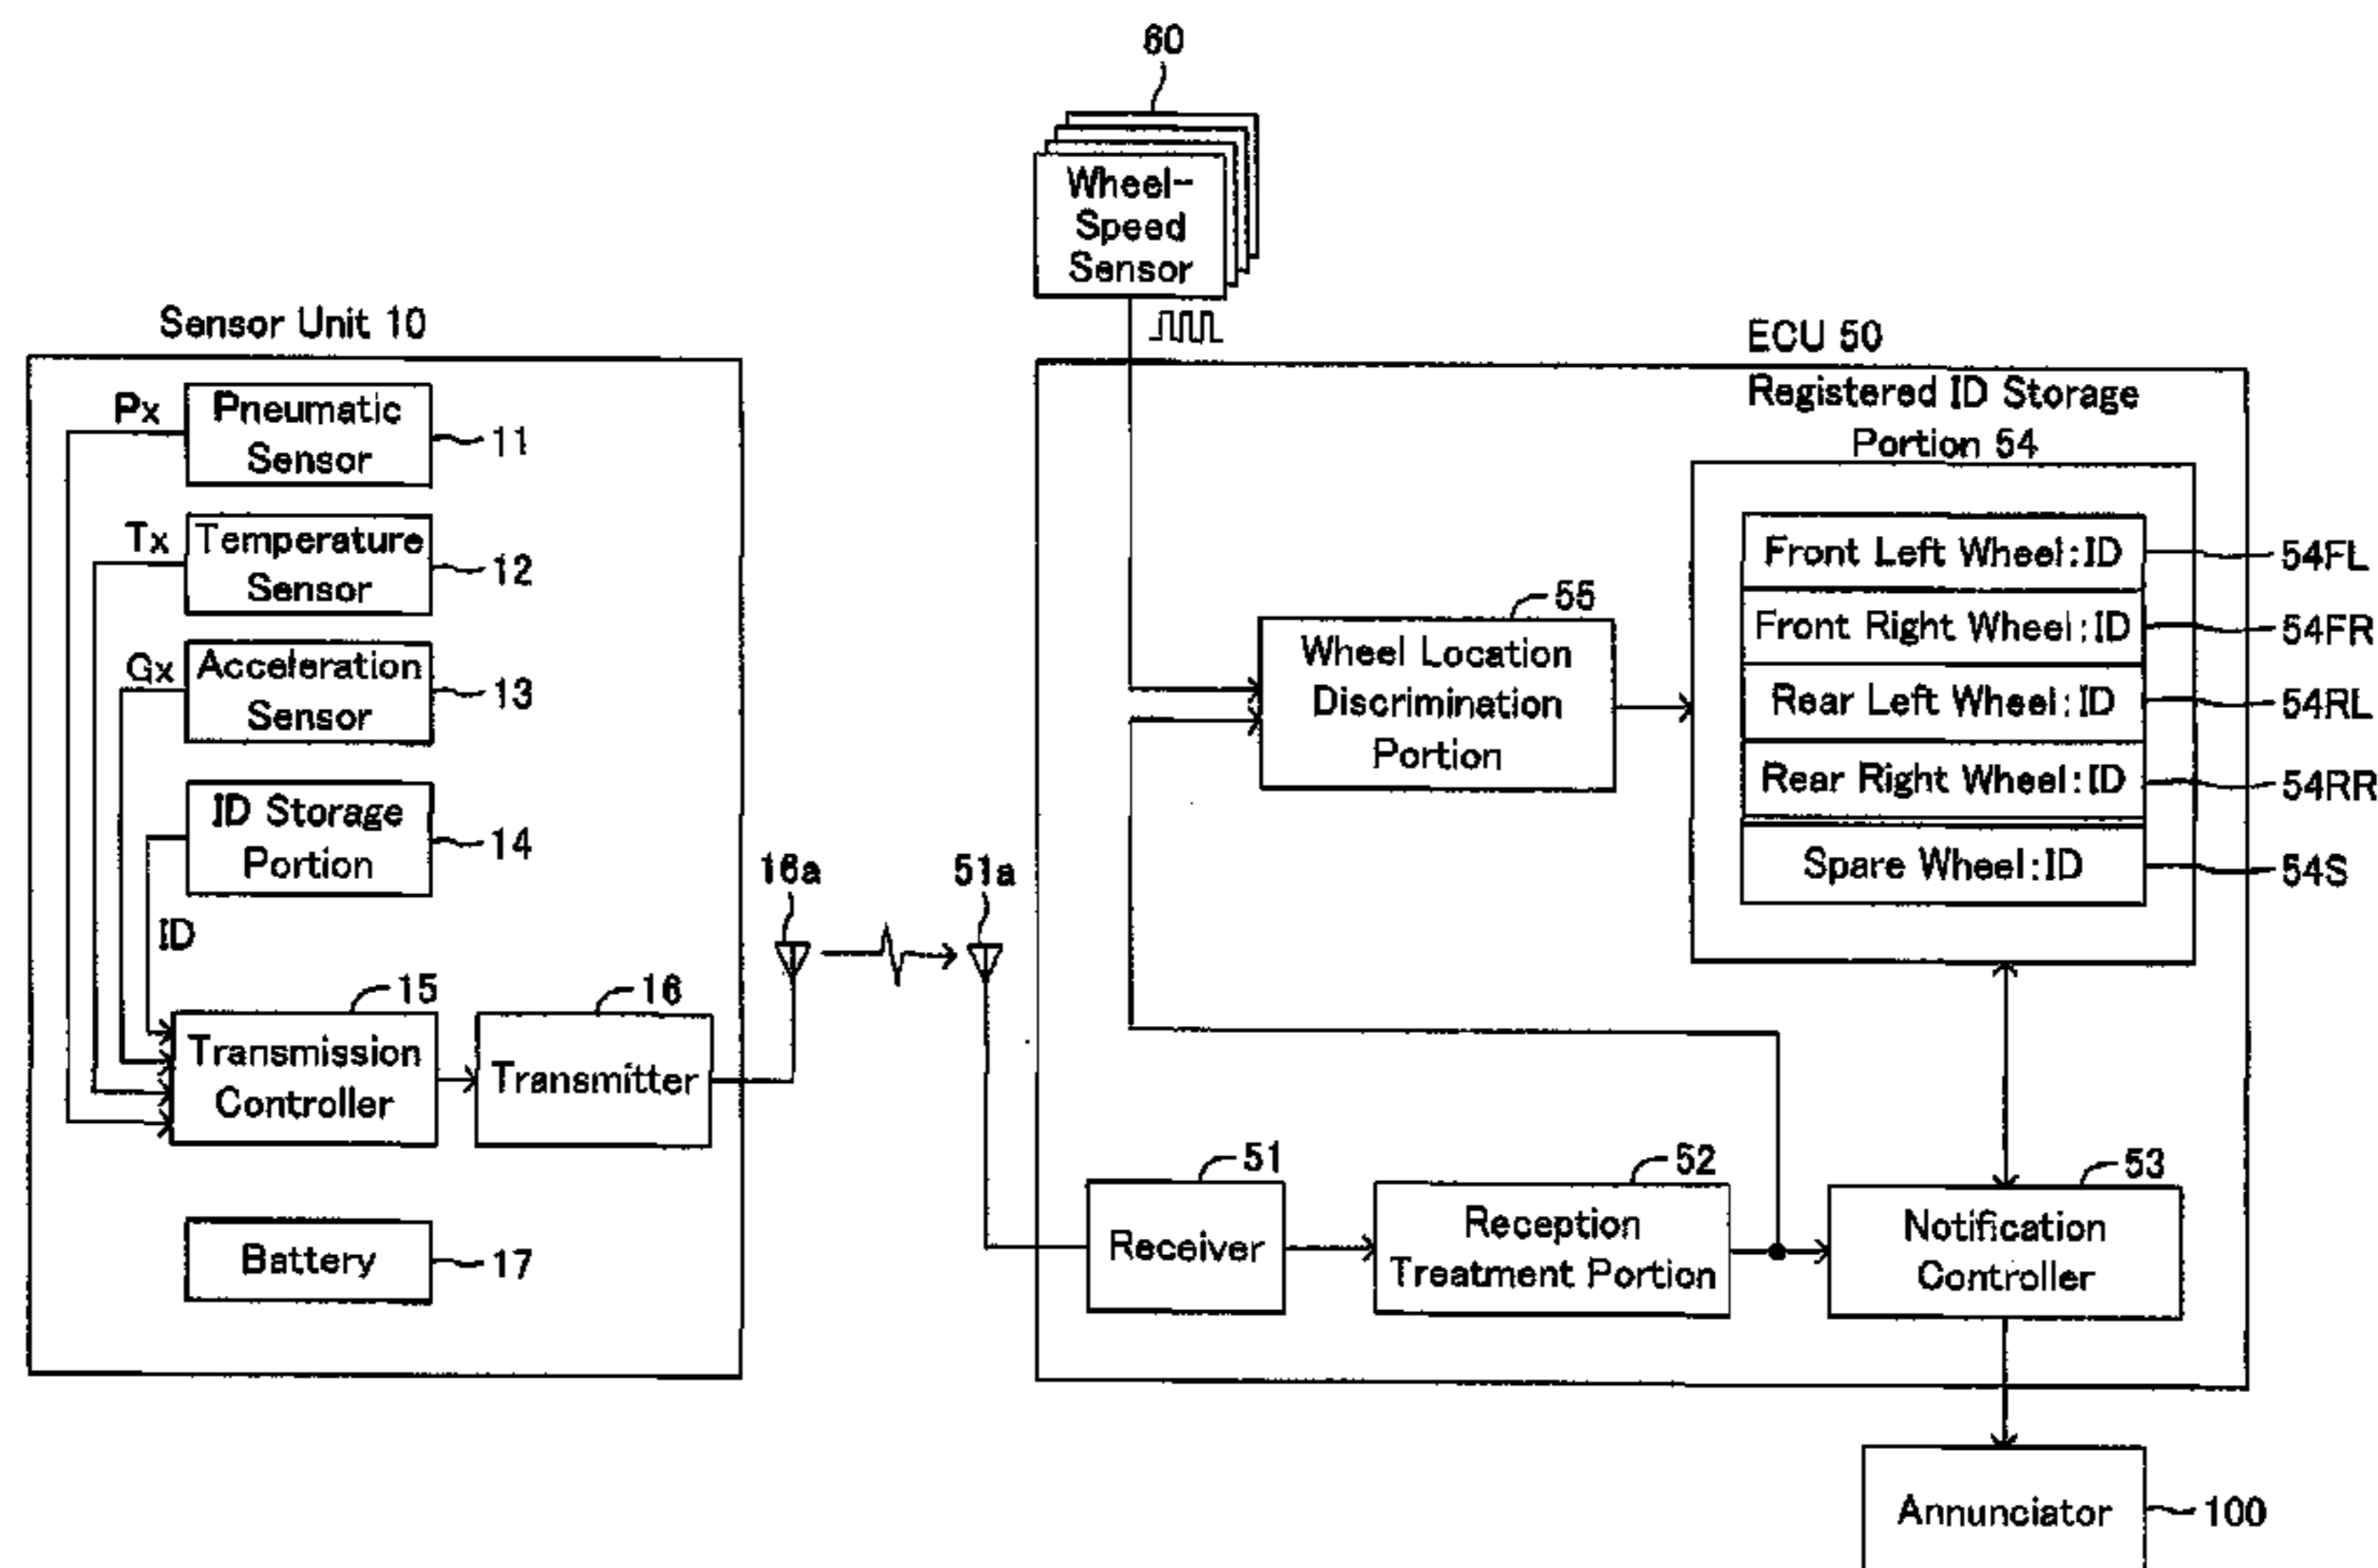 60
Wheel-
Speed
Sensor
Sensor Unit 10
Px
Pneumatic
Sensor
11
Tx
Temperature
Sensor
12
Gx
Acceleration
Sensor
13
ID Storage
Portion
14
ID
15
Transmission
Controller
16
Transmitter
16a
51a
Battery
17
ECU 50
Registered ID Storage
Portion 54
Front Left Wheel:ID
54FL
Front Right Wheel:ID
54FR
Rear Left Wheel:ID
54RL
Rear Right Wheel:ID
54RR
Spare Wheel:ID
54S
55
Wheel Location
Discrimination
Portion
51
Receiver
52
Reception
Treatment Portion
53
Notification
Controller
Annunciator
100